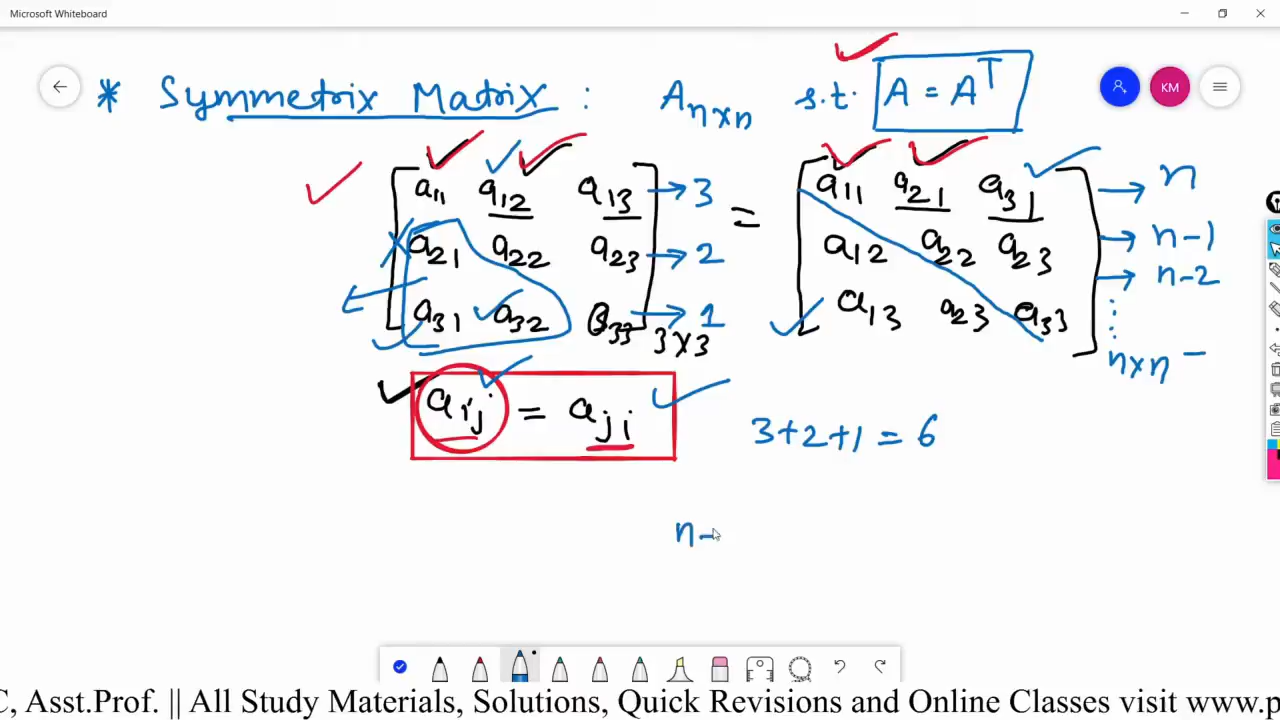 Microsoft Whiteboard
* Symmetrix Matrix : A n×n s.t. A = A^T
KM
a11 a12 a13 → 3 = a11 a21 a31 → n
a21 a22 a23 → 2 a12 a22 a23 → n-1
a31 a32 a33 → 1 a13 a23 a33 → n-2
3×3
n×n –
aij = aji
3+2+1 = 6
n-
C, Asst.Prof. || All Study Materials, Solutions, Quick Revisions and Online Classes visit www.p